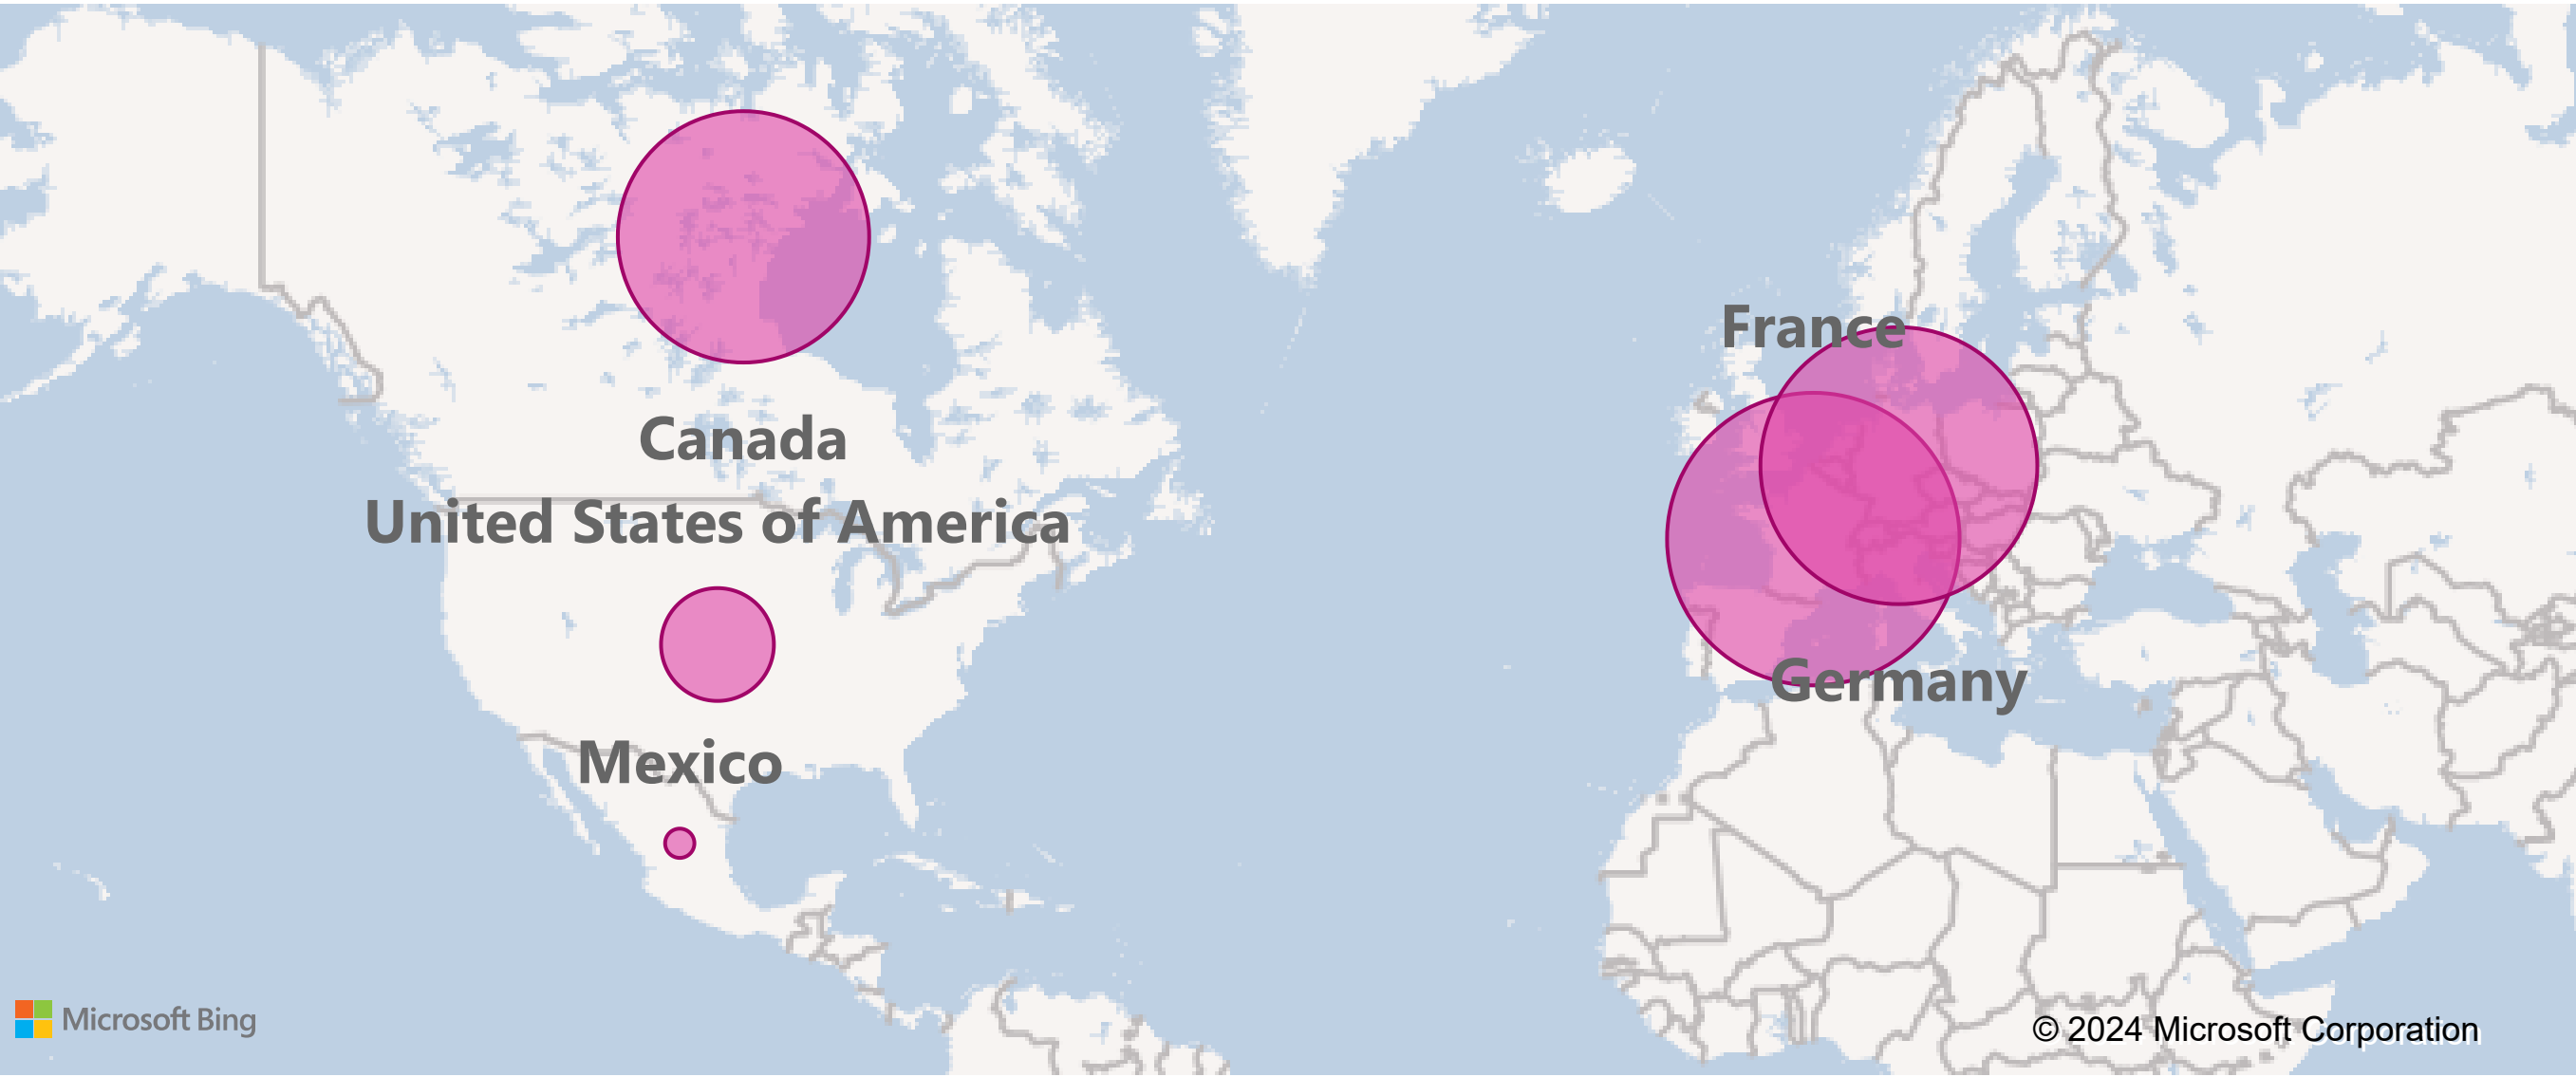 France
Canada
United States of America
Germany
Mexico
Microsoft Bing
© 2024 Microsoft Corporation